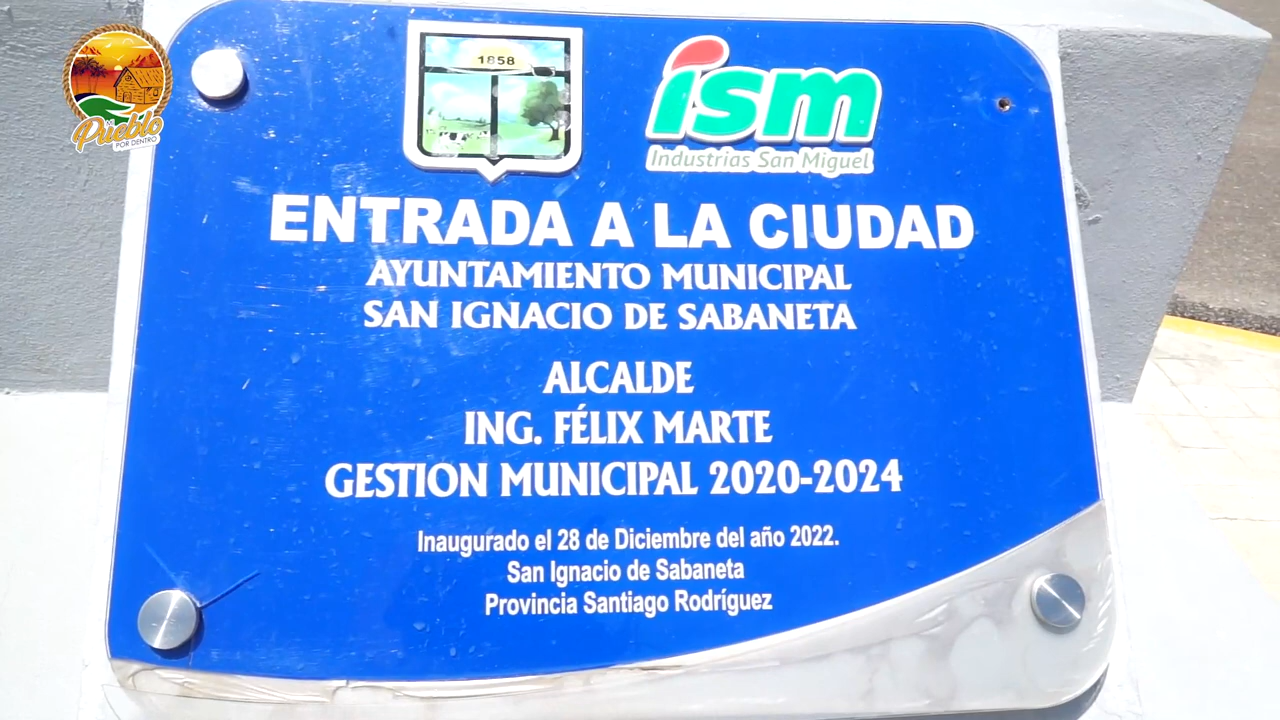 Mi
Pueblo
POR DENTRO
1858
ism
Industrias San Miguel
ENTRADA A LA CIUDAD
AYUNTAMIENTO MUNICIPAL
SAN IGNACIO DE SABANETA
ALCALDE
ING. FÉLIX MARTE
GESTION MUNICIPAL 2020-2024
Inaugurado el 28 de Diciembre del año 2022.
San Ignacio de Sabaneta
Provincia Santiago Rodríguez